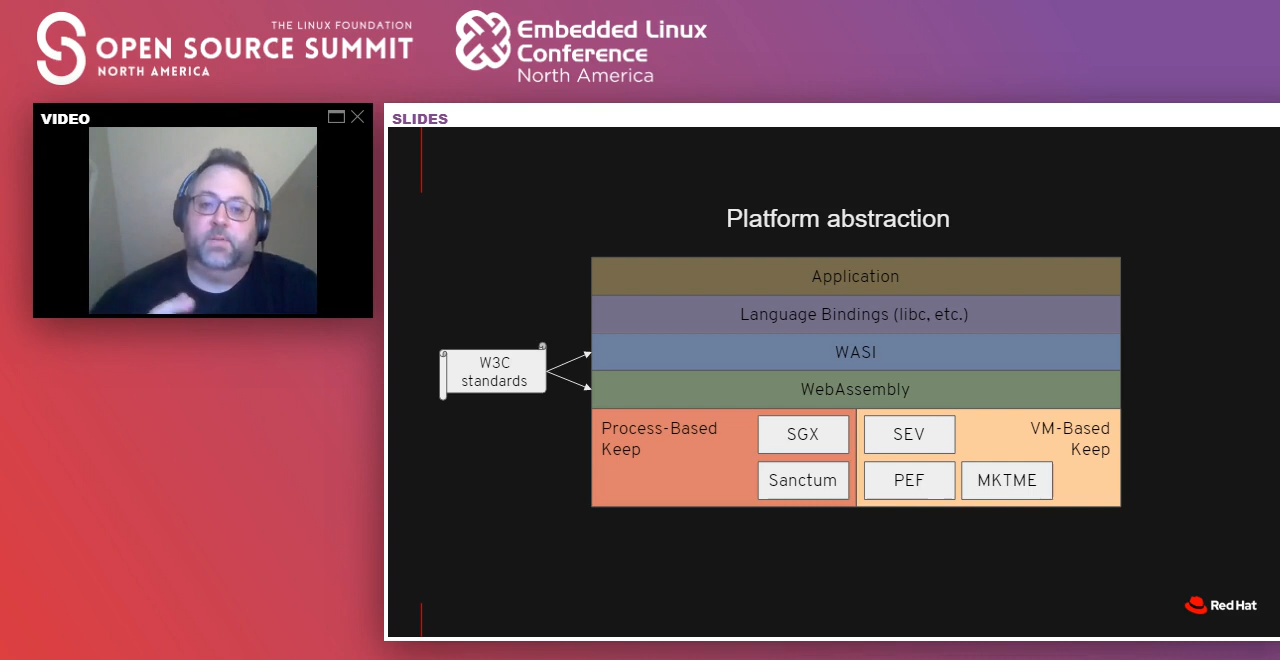 THE LINUX FOUNDATION
OPEN SOURCE SUMMIT
NORTH AMERICA
Embedded Linux
Conference
North America
VIDEO
SLIDES
Platform abstraction
Application
Language Bindings (libc, etc.)
WASI
WebAssembly
W3C
standards
Process-Based
Keep
SGX
Sanctum
SEV
PEF
MKTME
VM-Based
Keep
Red Hat